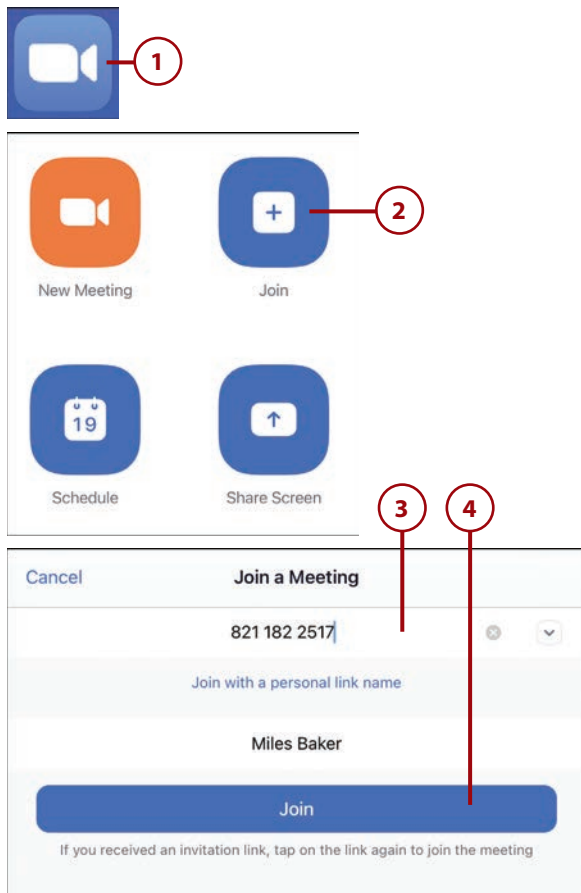 1
2
New Meeting Join
19
Schedule Share Screen
3 4
Cancel Join a Meeting
821 182 2517
Join with a personal link name
Miles Baker
Join
If you received an invitation link, tap on the link again to join the meeting